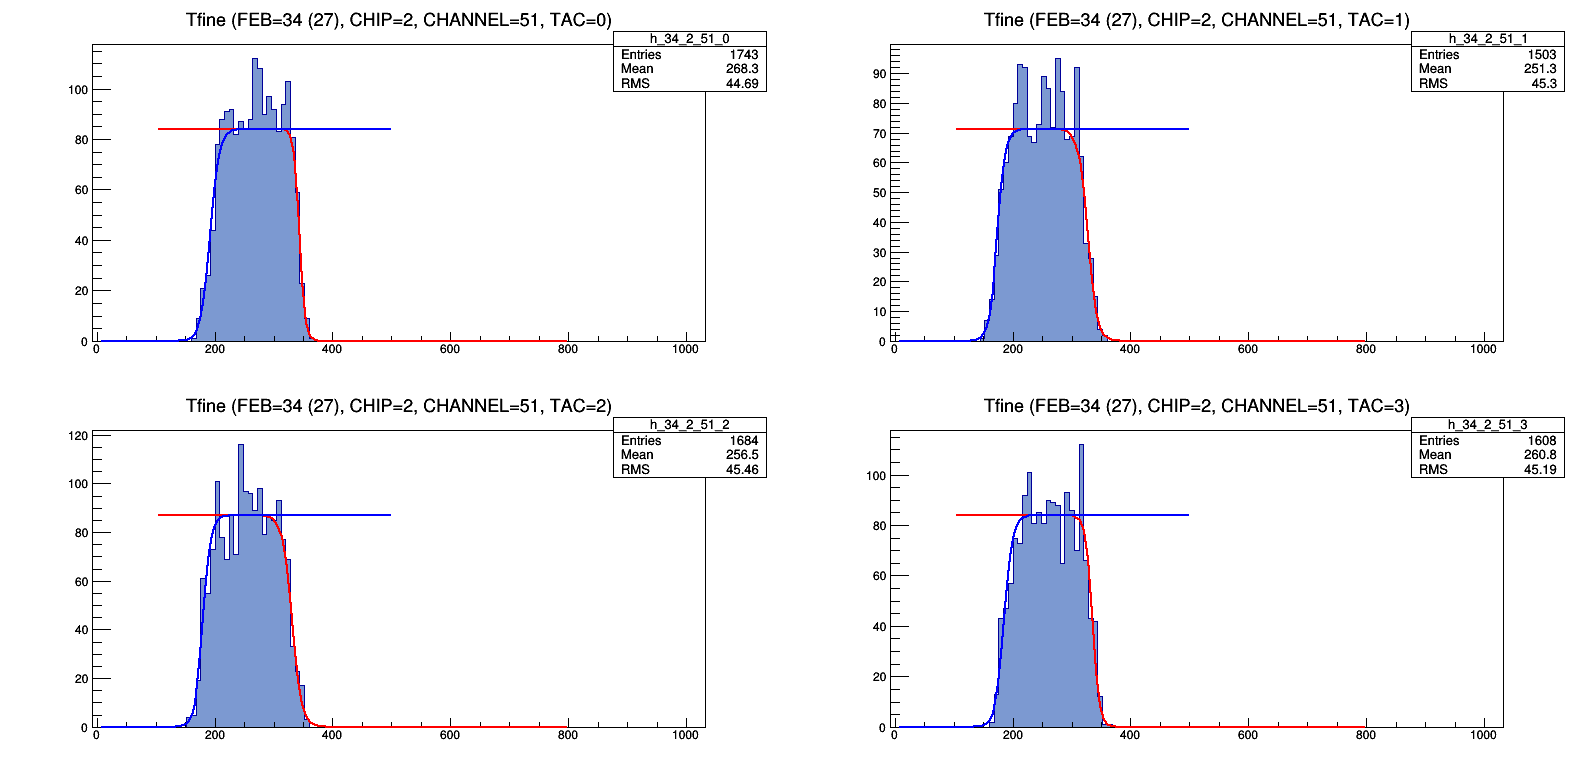 Tfine (FEB=34 (27), CHIP=2, CHANNEL=51, TAC=0)
h_34_2_51_0
Entries 1743
Mean 268.3
RMS 44.69
100
80
60
40
20
0
0 200 400 600 800 1000
Tfine (FEB=34 (27), CHIP=2, CHANNEL=51, TAC=1)
h_34_2_51_1
Entries 1503
Mean 251.3
RMS 45.3
90
80
70
60
50
40
30
20
10
0
0 200 400 600 800 1000
Tfine (FEB=34 (27), CHIP=2, CHANNEL=51, TAC=2)
h_34_2_51_2
Entries 1684
Mean 256.5
RMS 45.46
120
100
80
60
40
20
0
0 200 400 600 800 1000
Tfine (FEB=34 (27), CHIP=2, CHANNEL=51, TAC=3)
h_34_2_51_3
Entries 1608
Mean 260.8
RMS 45.19
100
80
60
40
20
0
0 200 400 600 800 1000